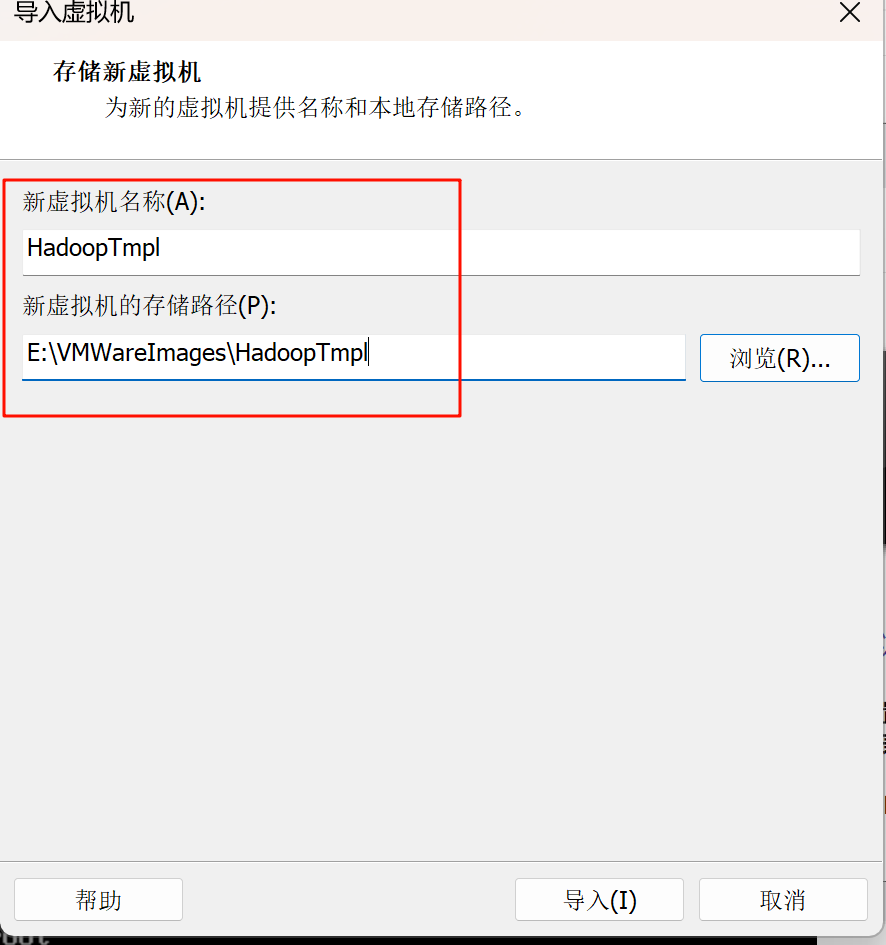 导入虚拟机
存储新虚拟机
为新的虚拟机提供名称和本地存储路径。
新虚拟机名称(A):
HadoopTmpl
新虚拟机的存储路径(P):
E:\VMWareImages\HadoopTmpl
浏览(R)...
帮助
导入(I)
取消